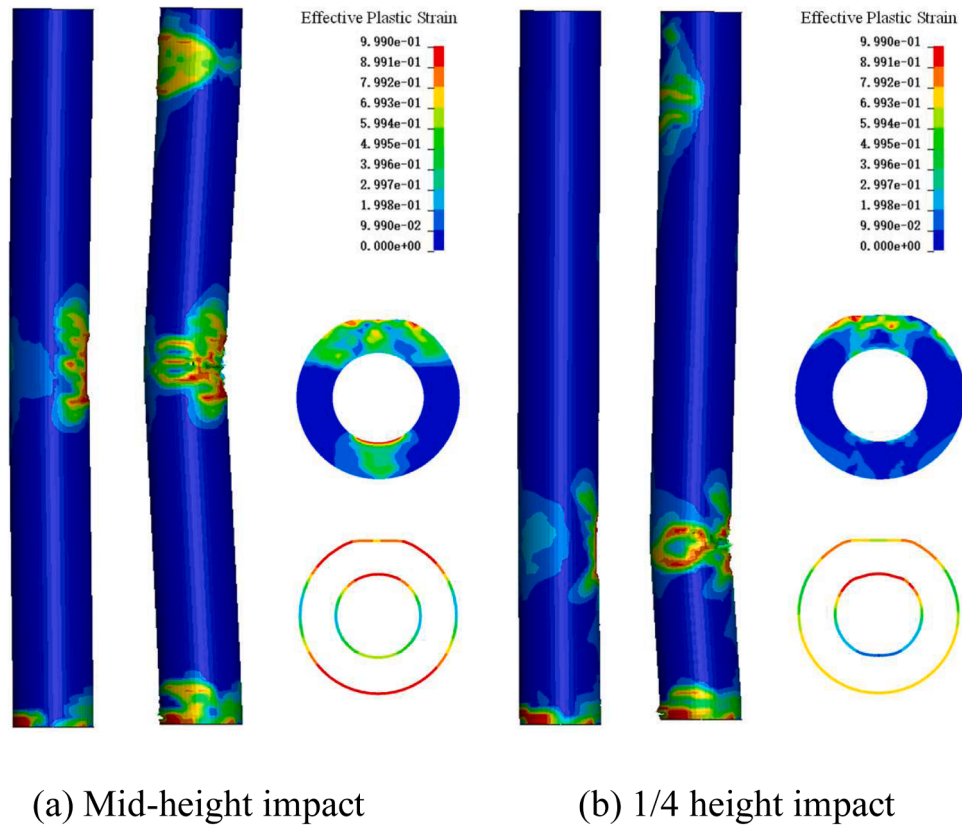 Effective Plastic Strain
9.990e-01
8.991e-01
7.992e-01
6.993e-01
5.994e-01
4.995e-01
3.996e-01
2.997e-01
1.998e-01
9.990e-02
0.000e+00
Effective Plastic Strain
9.990e-01
8.991e-01
7.992e-01
6.993e-01
5.994e-01
4.995e-01
3.996e-01
2.997e-01
1.998e-01
9.990e-02
0.000e+00
(a) Mid-height impact
(b) 1/4 height impact